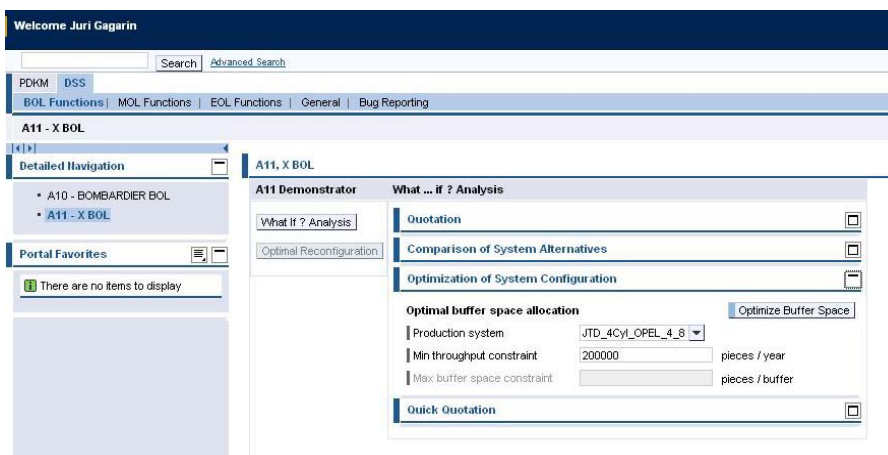 Welcome Juri Gagarin
Search Advanced Search
PDKM DSS
BOL Functions | MOL Functions | EOL Functions | General | Bug Reporting
A11 - X BOL
Detailed Navigation
A11, X BOL
A11 Demonstrator What ... if ? Analysis
• A10 - BOMBARDIER BOL
• A11 - X BOL
What If ? Analysis
Quotation
Optimal Reconfiguration
Comparison of System Alternatives
Portal Favorites
Optimization of System Configuration
There are no items to display
Optimal buffer space allocation Optimize Buffer Space
Production system JTD_4Cyl_OPEL_4_8
Min throughput constraint 200000 pieces / year
Max buffer space constraint pieces / buffer
Quick Quotation